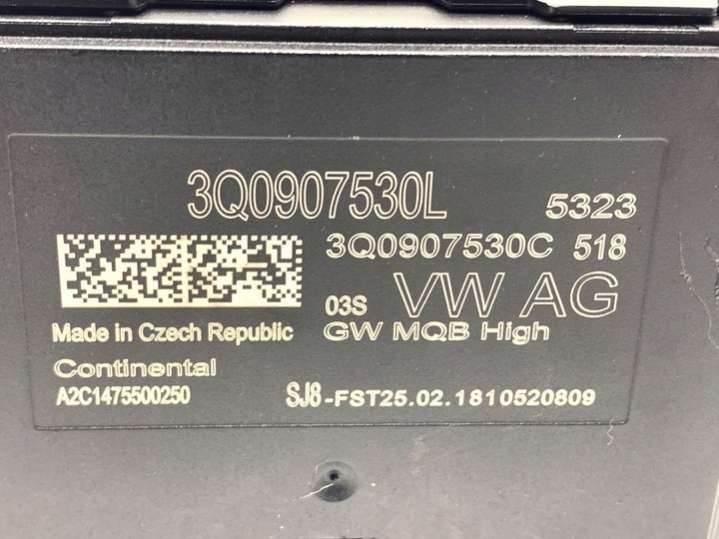 3Q0907530L 5323
3Q0907530C 518
03S VW AG
Made in Czech Republic GW MQB High
Continental
A2C1475500250 SJ8-FST25.02.1810520809